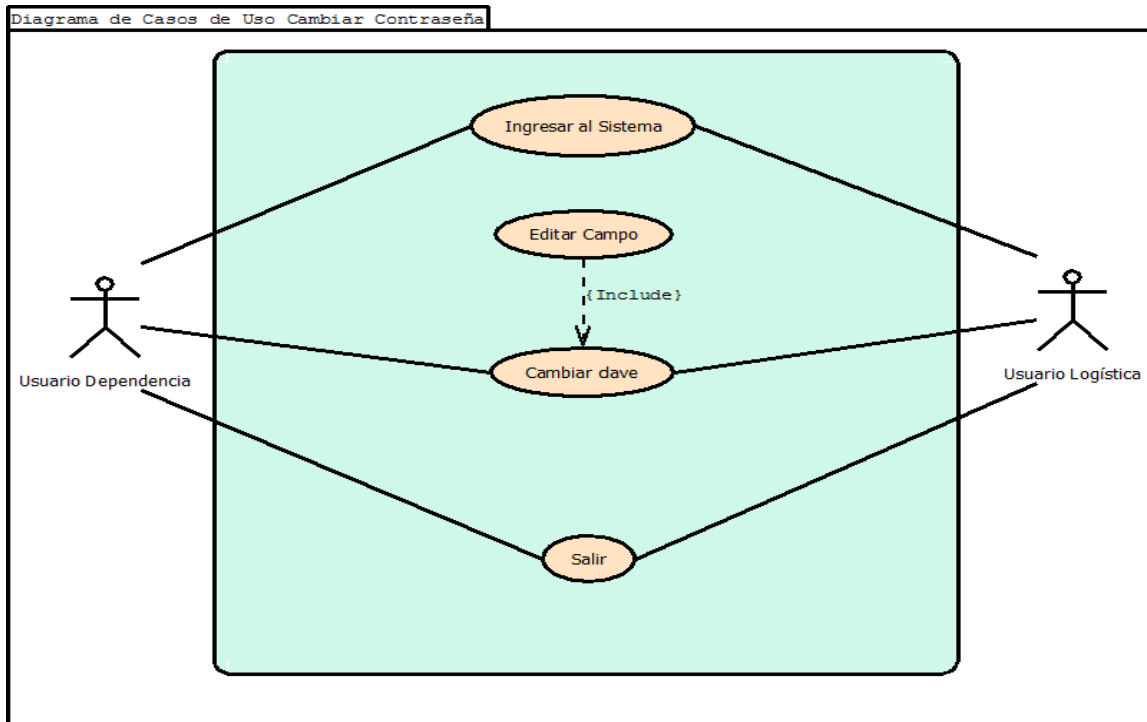 Diagrama de Casos de Uso Cambiar Contraseña
Ingresar al Sistema
Editar Campo
{Include}
Cambiar clave
Usuario Dependencia
Usuario Logística
Salir